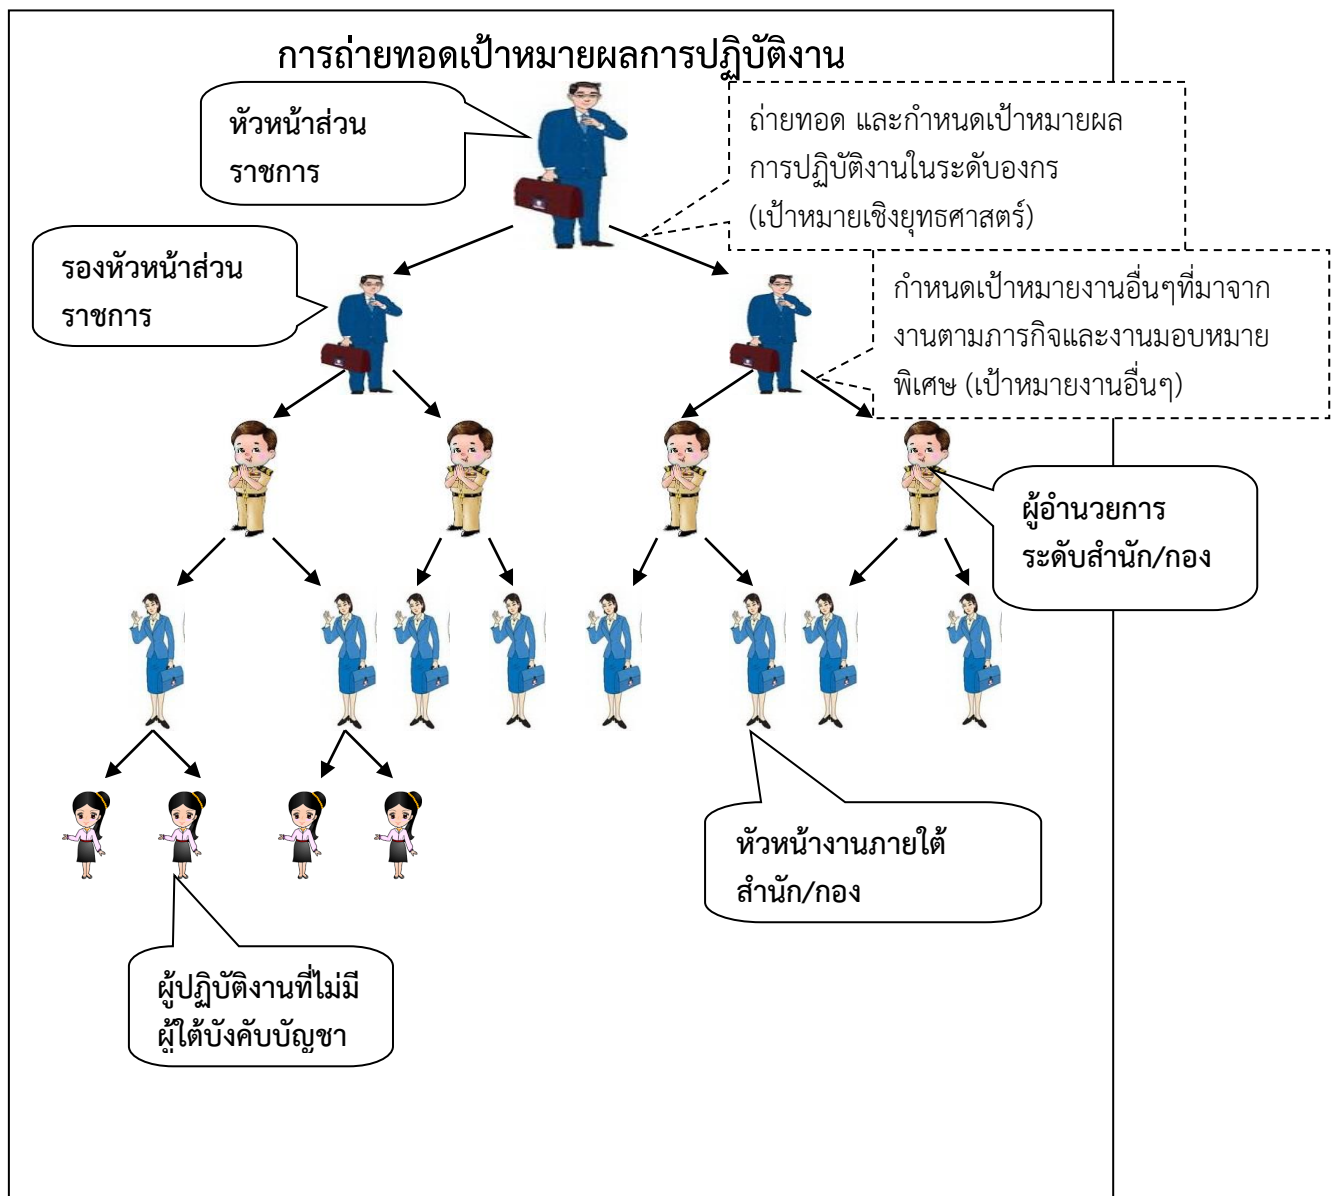 การถ่ายทอดเป้าหมายผลการปฏิบัติงาน
หัวหน้าส่วน
ราชการ
ถ่ายทอด และกำหนดเป้าหมายผล
การปฏิบัติงานในระดับองกร
(เป้าหมายเชิงยุทธศาสตร์)
รองหัวหน้าส่วน
ราชการ
กำหนดเป้าหมายงานอื่นๆที่มาจาก
งานตามภารกิจและงานมอบหมาย
พิเศษ (เป้าหมายงานอื่นๆ)
ผู้อำนวยการ
ระดับสำนัก/กอง
หัวหน้างานภายใต้
สำนัก/กอง
ผู้ปฏิบัติงานที่ไม่มี
ผู้ใต้บังคับบัญชา